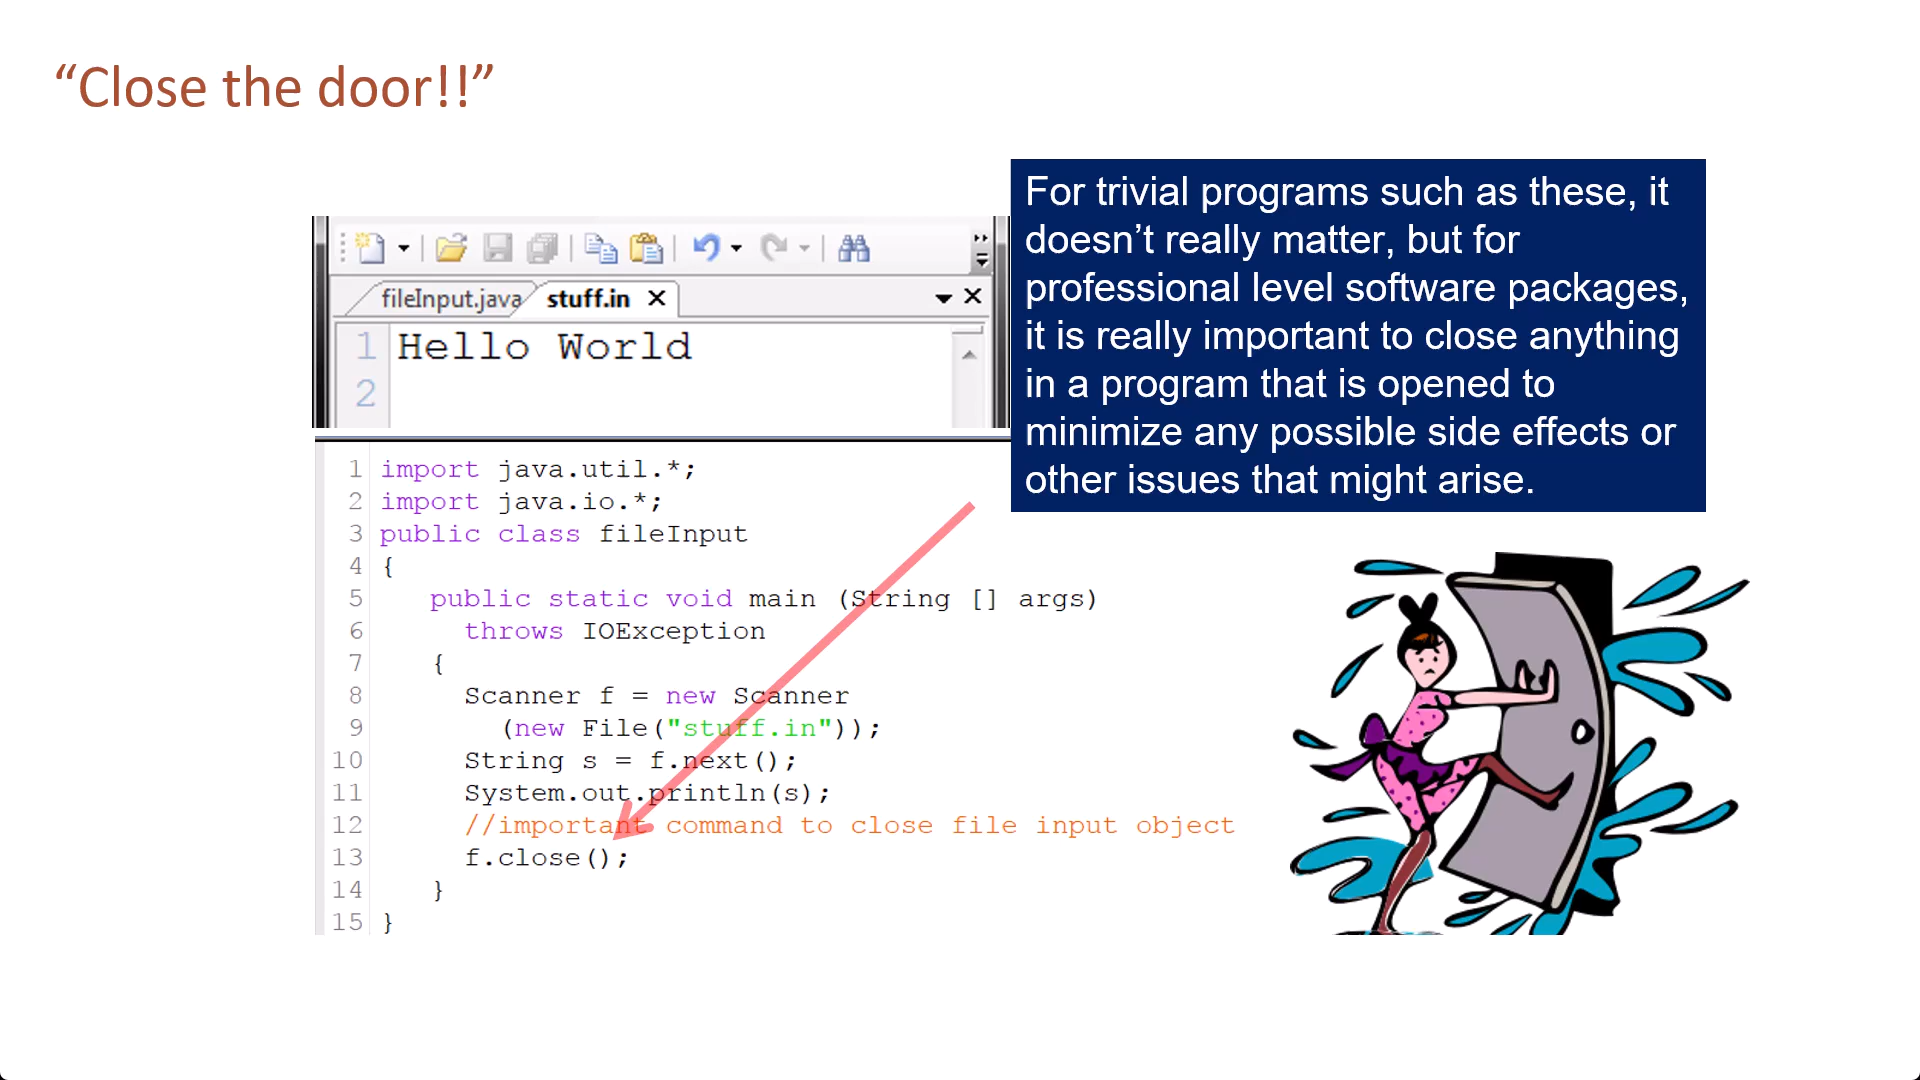 “Close the door!!”
For trivial programs such as these, it
doesn’t really matter, but for
professional level software packages,
it is really important to close anything
in a program that is opened to
minimize any possible side effects or
other issues that might arise.
fileInput.java stuff.in
1 Hello World
2
1 import java.util.*;
2 import java.io.*;
3 public class fileInput
4 {
5 public static void main (String [] args)
6 throws IOException
7 {
8 Scanner f = new Scanner
9 (new File("stuff.in"));
10 String s = f.next();
11 System.out.println(s);
12 //important command to close file input object
13 f.close();
14 }
15 }